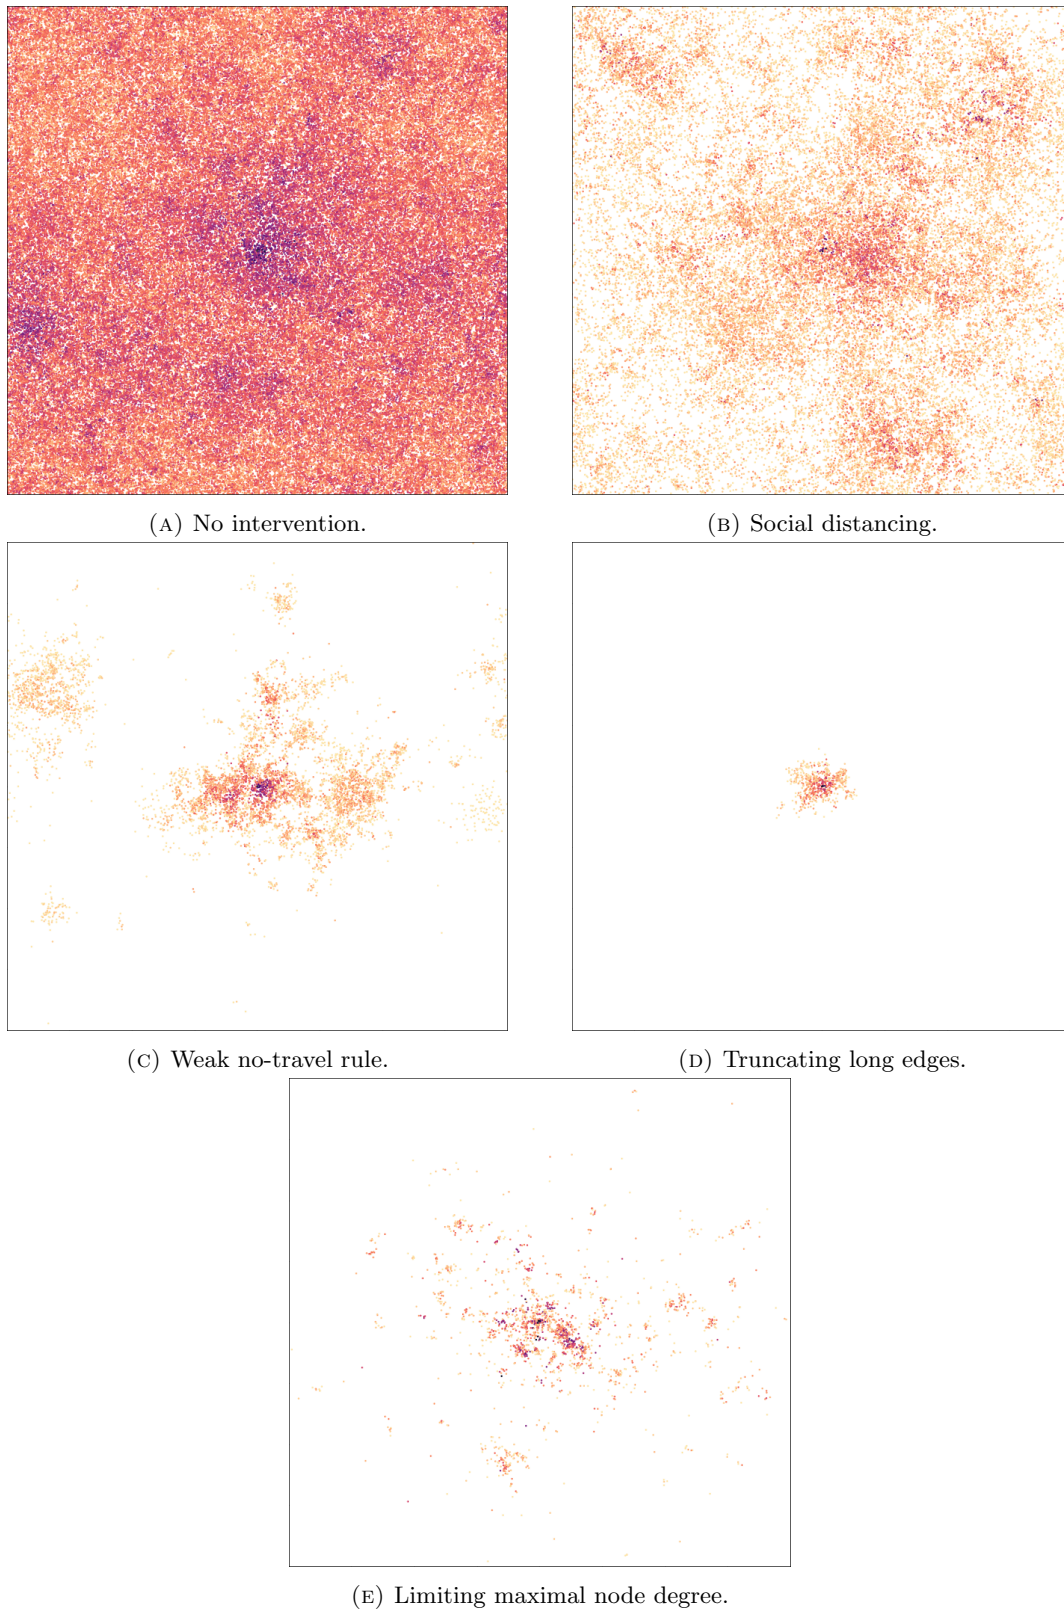 (A) No intervention.
(B) Social distancing.
(C) Weak no-travel rule.
(D) Truncating long edges.
(E) Limiting maximal node degree.